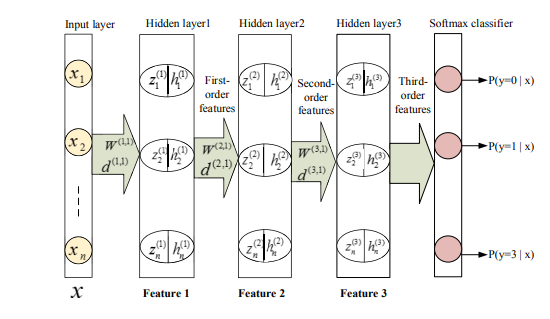 Input layer
Hidden layer1
Hidden layer2
Hidden layer3
Softmax classifier
x₁
z₁⁽¹⁾ h₁⁽¹⁾
First-
order
features
z₁⁽²⁾ h₁⁽²⁾
Second-
order
features
z₁⁽³⁾ h₁⁽³⁾
Third-
order
features
P(y=0 | x)
x₂
W⁽¹,¹⁾
d⁽¹,¹⁾
z₂⁽¹⁾ h₂⁽¹⁾
W⁽²,¹⁾
d⁽²,¹⁾
z₂⁽²⁾ h₂⁽²⁾
W⁽³,¹⁾
d⁽³,¹⁾
z₂⁽³⁾ h₂⁽³⁾
P(y=1 | x)
xₙ
zₙ⁽¹⁾ hₙ⁽¹⁾
zₙ⁽²⁾ hₙ⁽²⁾
zₙ⁽³⁾ hₙ⁽³⁾
P(y=3 | x)
x
Feature 1
Feature 2
Feature 3